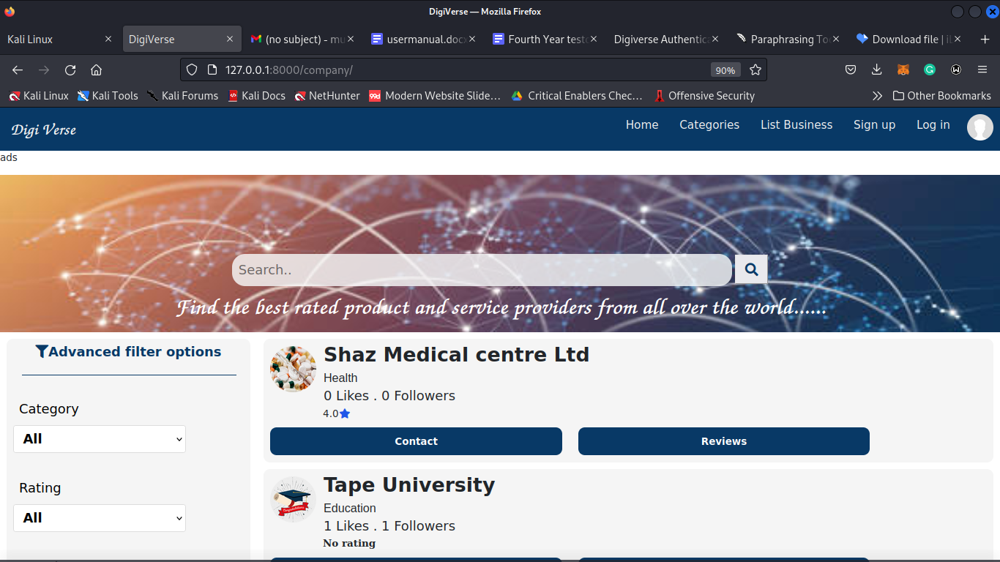 DigiVerse — Mozilla Firefox
Kali Linux
DigiVerse
(no subject) - mu
usermanual.docx
Fourth Year test
Digiverse Authentica
Paraphrasing To
Download file | iL
127.0.0.1:8000/company/
90%
Kali Linux
Kali Tools
Kali Forums
Kali Docs
NetHunter
99d
Modern Website Slide…
Critical Enablers Chec…
Offensive Security
Other Bookmarks
Digi Verse
Home
Categories
List Business
Sign up
Log in
ads
Search..
Find the best rated product and service providers from all over the world......
Advanced filter options
Category
All
Rating
All
Shaz Medical centre Ltd
Health
0 Likes . 0 Followers
4.0
Contact
Reviews
Tape University
Education
1 Likes . 1 Followers
No rating